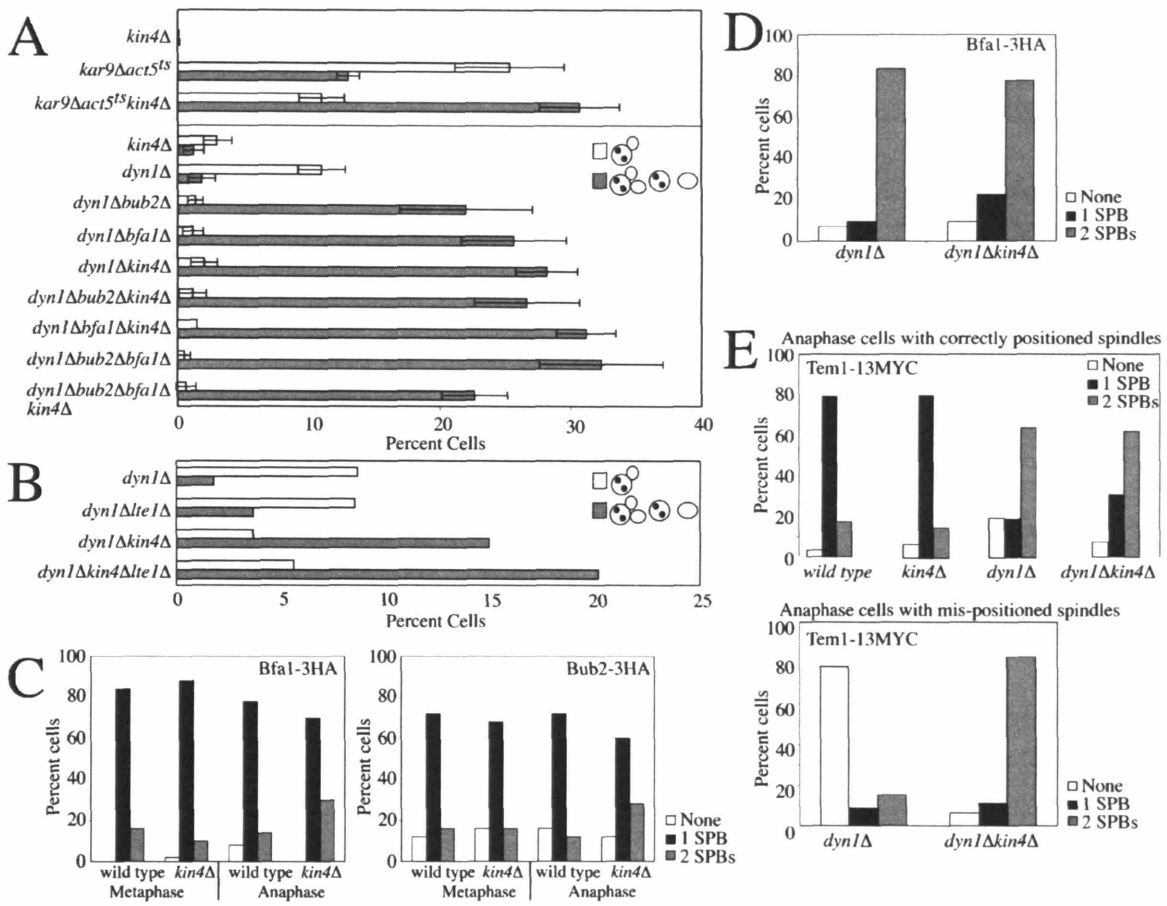 A
kin4Δ
kar9Δact5ts
kar9Δact5tskin4Δ
kin4Δ
dyn1Δ
dyn1Δbub2Δ
dyn1Δbfa1Δ
dyn1Δkin4Δ
dyn1Δbub2Δkin4Δ
dyn1Δbfa1Δkin4Δ
dyn1Δbub2Δbfa1Δ
dyn1Δbub2Δbfa1Δ
kin4Δ
0 10 20 30 40
Percent Cells
B
dyn1Δ
dyn1Δlte1Δ
dyn1Δkin4Δ
dyn1Δkin4Δlte1Δ
0 5 10 15 20 25
Percent Cells
C
Bfa1-3HA
Percent cells
100
80
60
40
20
0
wild type kin4Δ wild type kin4Δ
Metaphase Anaphase
Bub2-3HA
Percent cells
100
80
60
40
20
0
wild type kin4Δ wild type kin4Δ
Metaphase Anaphase
None
1 SPB
2 SPBs
D
Bfa1-3HA
Percent cells
100
80
60
40
20
0
dyn1Δ dyn1Δkin4Δ
None
1 SPB
2 SPBs
E
Anaphase cells with correctly positioned spindles
Tem1-13MYC
Percent cells
100
80
60
40
20
0
wild type kin4Δ dyn1Δ dyn1Δkin4Δ
None
1 SPB
2 SPBs
Anaphase cells with mis-positioned spindles
Tem1-13MYC
Percent cells
100
80
60
40
20
0
dyn1Δ dyn1Δkin4Δ
None
1 SPB
2 SPBs